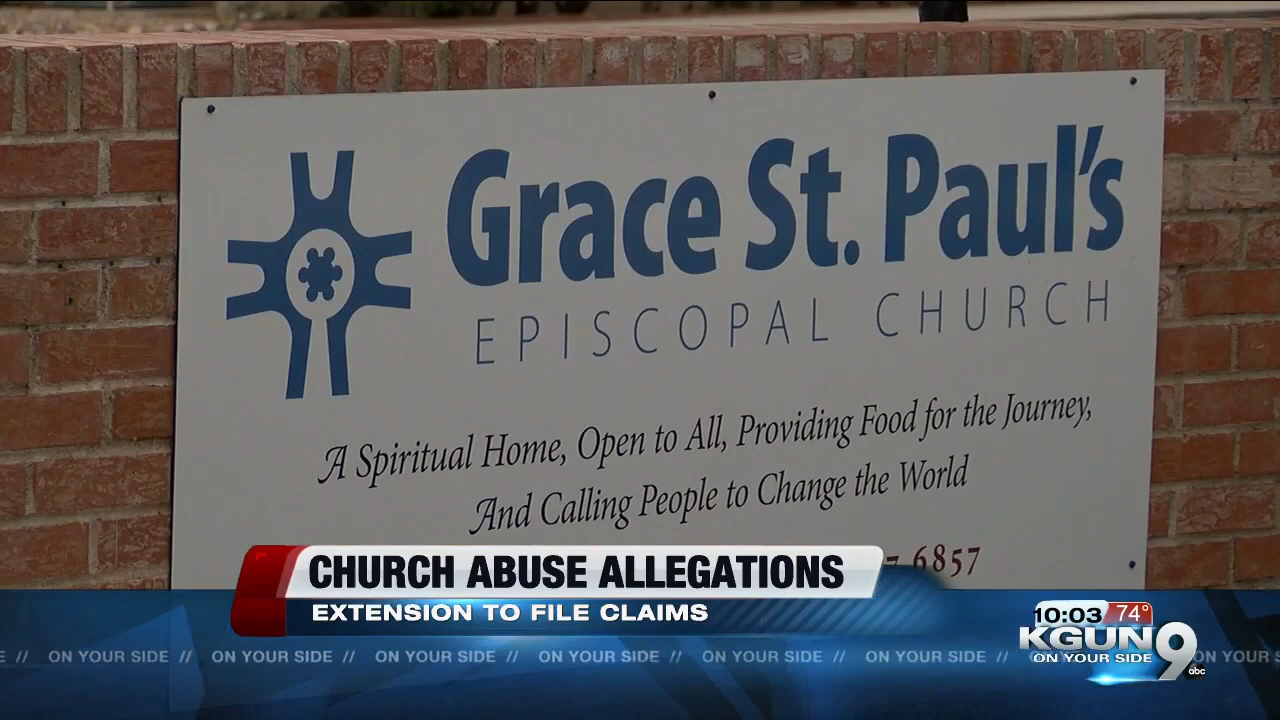 Grace St. Paul's
EPISCOPAL CHURCH
A Spiritual Home, Open to All, Providing Food for the Journey,
And Calling People to Change the World
6857
CHURCH ABUSE ALLEGATIONS
EXTENSION TO FILE CLAIMS
10:03 74°
KGUN 9
ON YOUR SIDE
abc
E // ON YOUR SIDE // ON YOUR SIDE // ON YOUR SIDE // ON YOUR SIDE // ON YOUR SIDE // ON YOUR SIDE // ON YOUR S